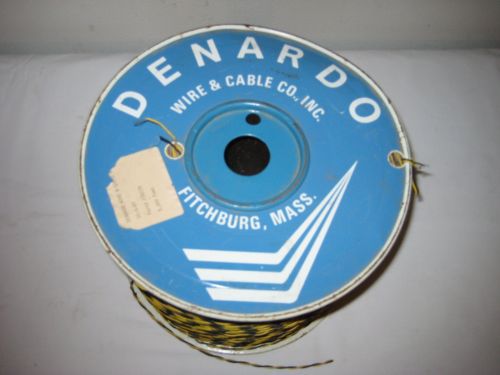 DENARDO
WIRE & CABLE CO., INC.
FITCHBURG, MASS.